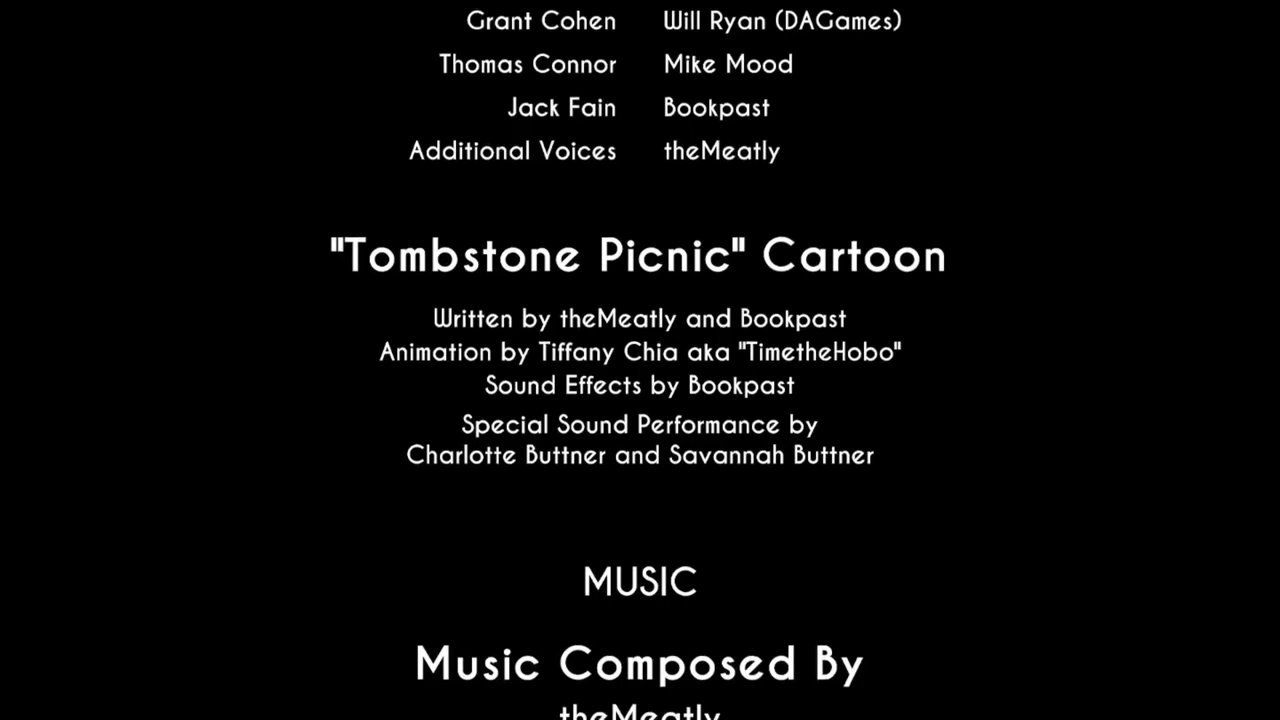 Grant Cohen Will Ryan (DAGames)
Thomas Connor Mike Mood
Jack Fain Bookpast
Additional Voices theMeatly
"Tombstone Picnic" Cartoon
Written by theMeatly and Bookpast
Animation by Tiffany Chia aka "TimetheHobo"
Sound Effects by Bookpast
Special Sound Performance by
Charlotte Buttner and Savannah Buttner
MUSIC
Music Composed By
theMeatly